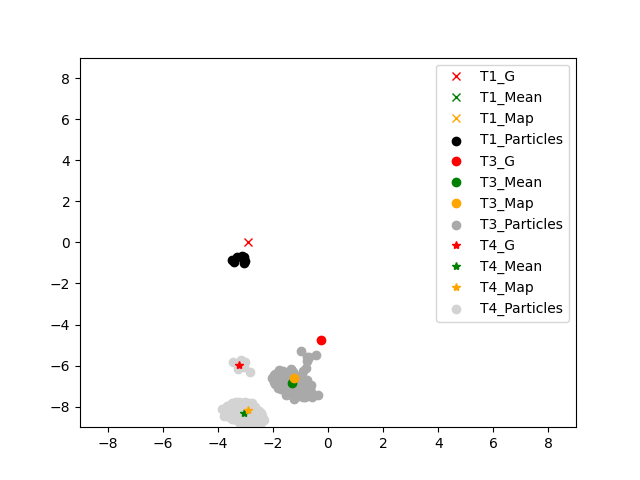 8
6
4
2
0
−2
−4
−6
−8
−8 −6 −4 −2 0 2 4 6 8
T1_G
T1_Mean
T1_Map
T1_Particles
T3_G
T3_Mean
T3_Map
T3_Particles
T4_G
T4_Mean
T4_Map
T4_Particles